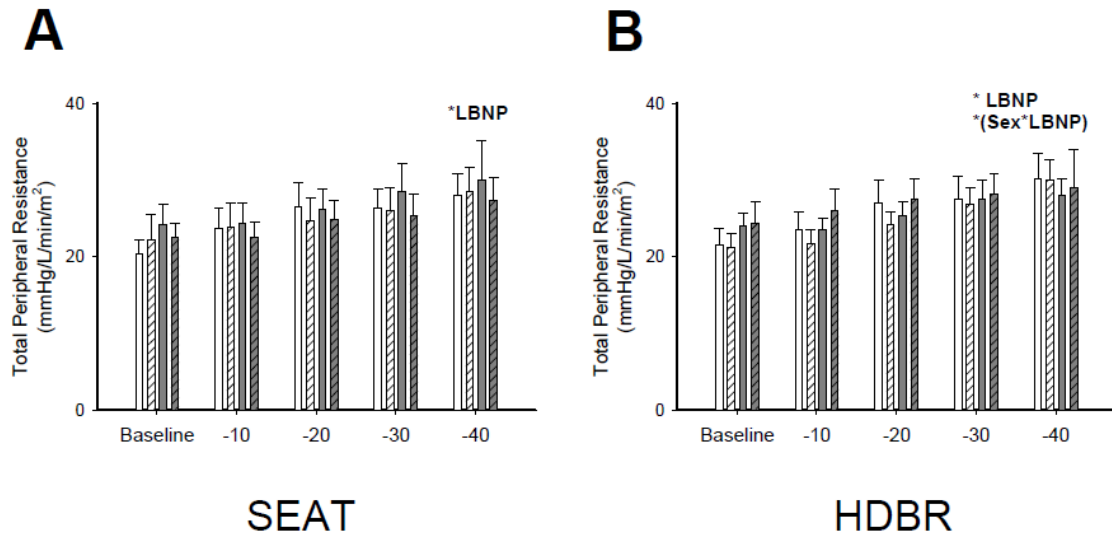 A
Total Peripheral Resistance
(mmHg/L/min/m²)
40
20
0
*LBNP
Baseline -10 -20 -30 -40
SEAT
B
Total Peripheral Resistance
(mmHg/L/min/m²)
40
20
0
* LBNP
*(Sex*LBNP)
Baseline -10 -20 -30 -40
HDBR